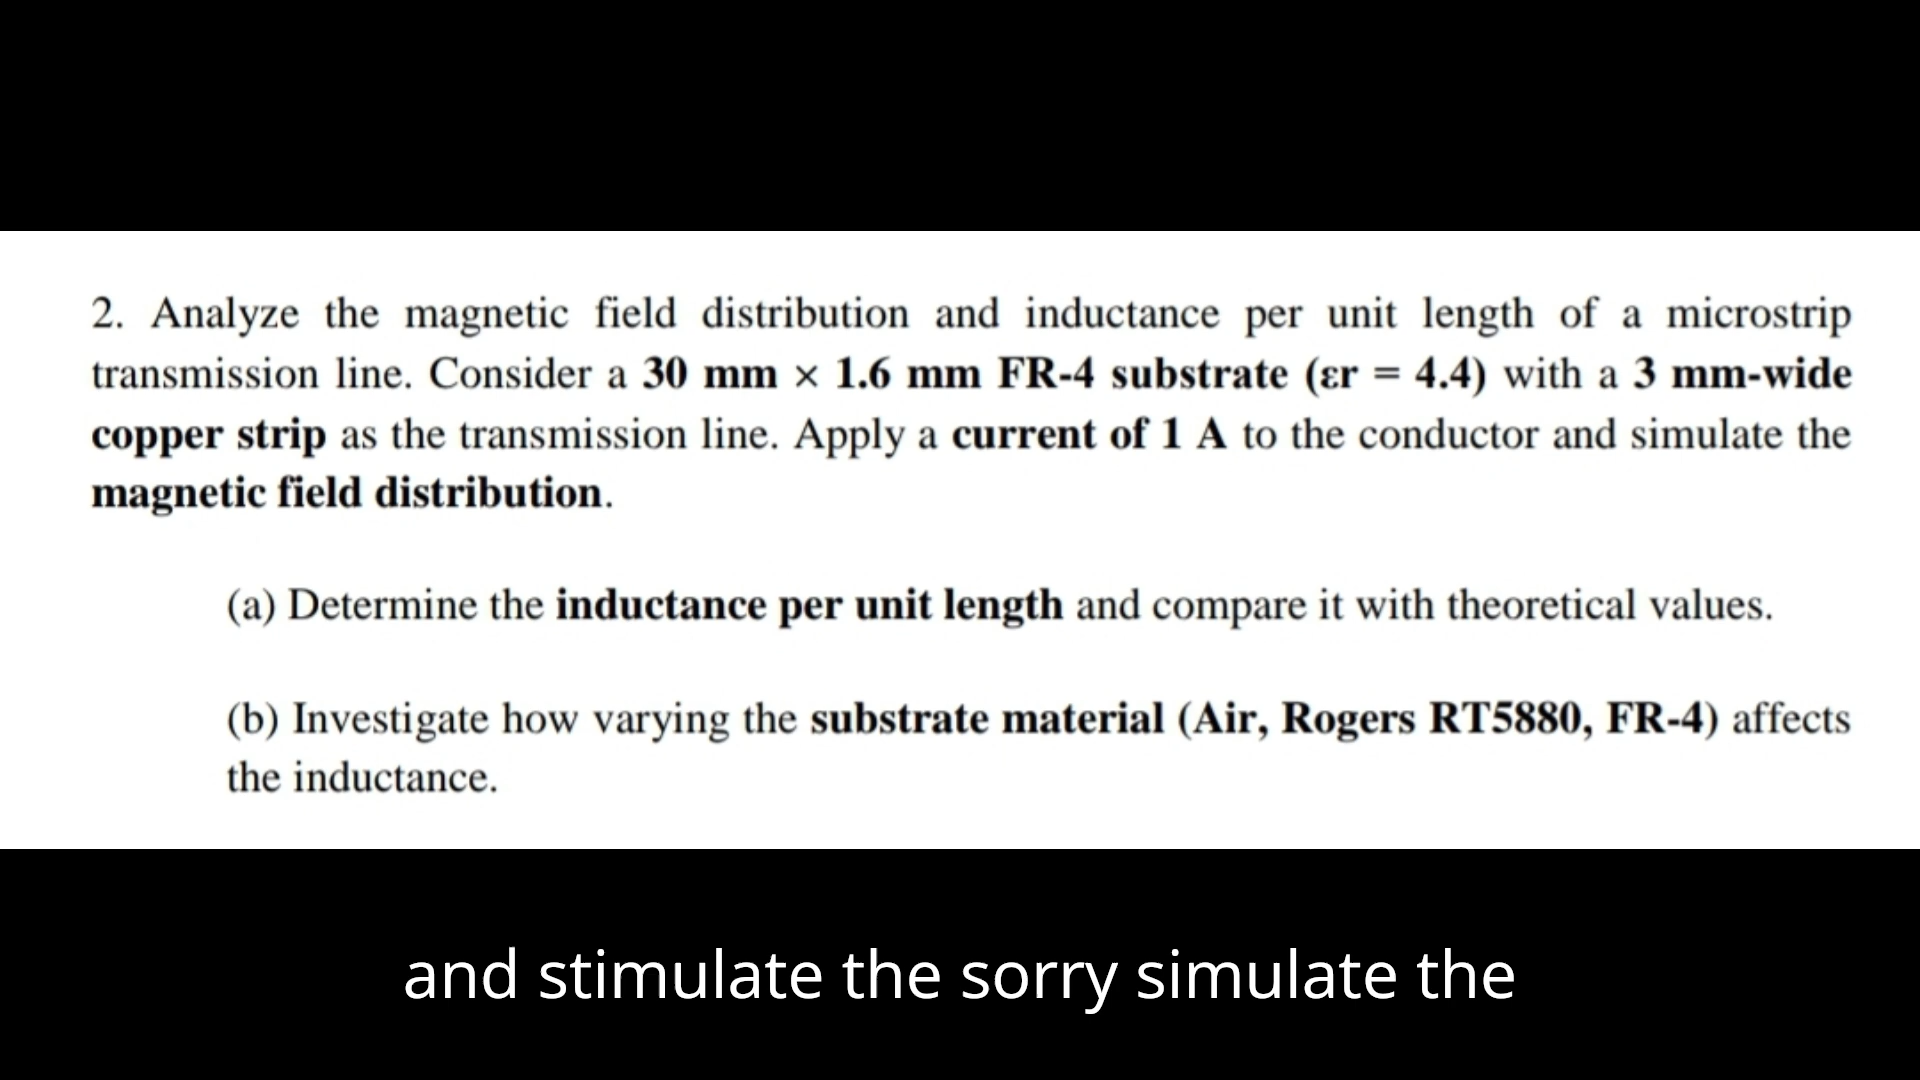 2. Analyze the magnetic field distribution and inductance per unit length of a microstrip
transmission line. Consider a 30 mm × 1.6 mm FR-4 substrate (εr = 4.4) with a 3 mm-wide
copper strip as the transmission line. Apply a current of 1 A to the conductor and simulate the
magnetic field distribution.
(a) Determine the inductance per unit length and compare it with theoretical values.
(b) Investigate how varying the substrate material (Air, Rogers RT5880, FR-4) affects
the inductance.
and stimulate the sorry simulate the